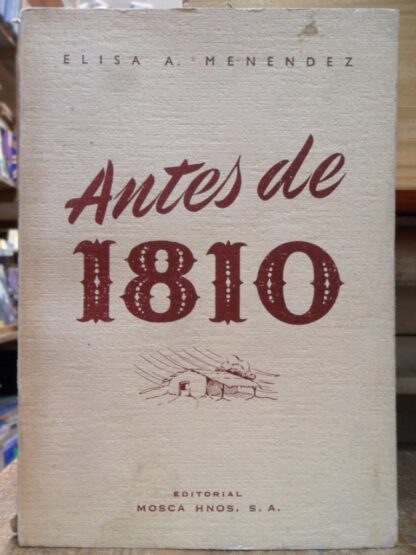 ELISA A. MENENDEZ
Antes de
1810
EDITORIAL
MOSCA HNOS. S. A.